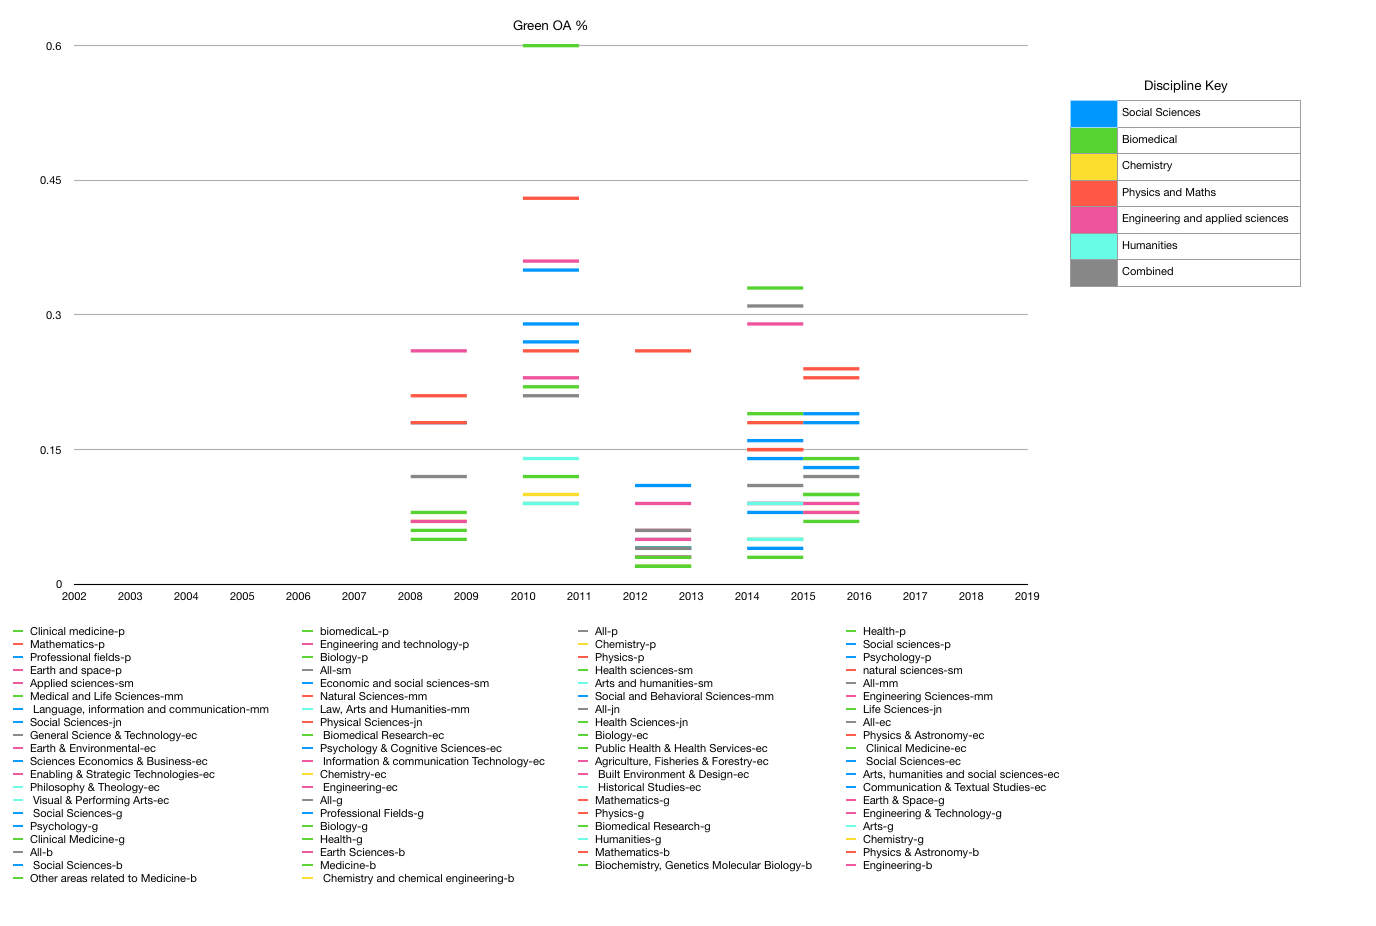 Green OA %
0.6
0.45
0.3
0.15
0
2002 2003 2004 2005 2006 2007 2008 2009 2010 2011 2012 2013 2014 2015 2016 2017 2018 2019
Discipline Key
Social Sciences
Biomedical
Chemistry
Physics and Maths
Engineering and applied sciences
Humanities
Combined
Clinical medicine-p biomedicaL-p All-p Health-p
Mathematics-p Engineering and technology-p Chemistry-p Social sciences-p
Professional fields-p Biology-p Physics-p Psychology-p
Earth and space-p All-sm Health sciences-sm natural sciences-sm
Applied sciences-sm Economic and social sciences-sm Arts and humanities-sm All-mm
Medical and Life Sciences-mm Natural Sciences-mm Social and Behavioral Sciences-mm Engineering Sciences-mm
Language, information and communication-mm Law, Arts and Humanities-mm All-jn Life Sciences-jn
Social Sciences-jn Physical Sciences-jn Health Sciences-jn All-ec
General Science & Technology-ec Biomedical Research-ec Biology-ec Physics & Astronomy-ec
Earth & Environmental-ec Psychology & Cognitive Sciences-ec Public Health & Health Services-ec Clinical Medicine-ec
Sciences Economics & Business-ec Information & communication Technology-ec Agriculture, Fisheries & Forestry-ec Social Sciences-ec
Enabling & Strategic Technologies-ec Chemistry-ec Built Environment & Design-ec Arts, humanities and social sciences-ec
Philosophy & Theology-ec Engineering-ec Historical Studies-ec Communication & Textual Studies-ec
Visual & Performing Arts-ec All-g Mathematics-g Earth & Space-g
Social Sciences-g Professional Fields-g Physics-g Engineering & Technology-g
Psychology-g Biology-g Biomedical Research-g Arts-g
Clinical Medicine-g Health-g Humanities-g Chemistry-g
All-b Earth Sciences-b Mathematics-b Physics & Astronomy-b
Social Sciences-b Medicine-b Biochemistry, Genetics Molecular Biology-b Engineering-b
Other areas related to Medicine-b Chemistry and chemical engineering-b